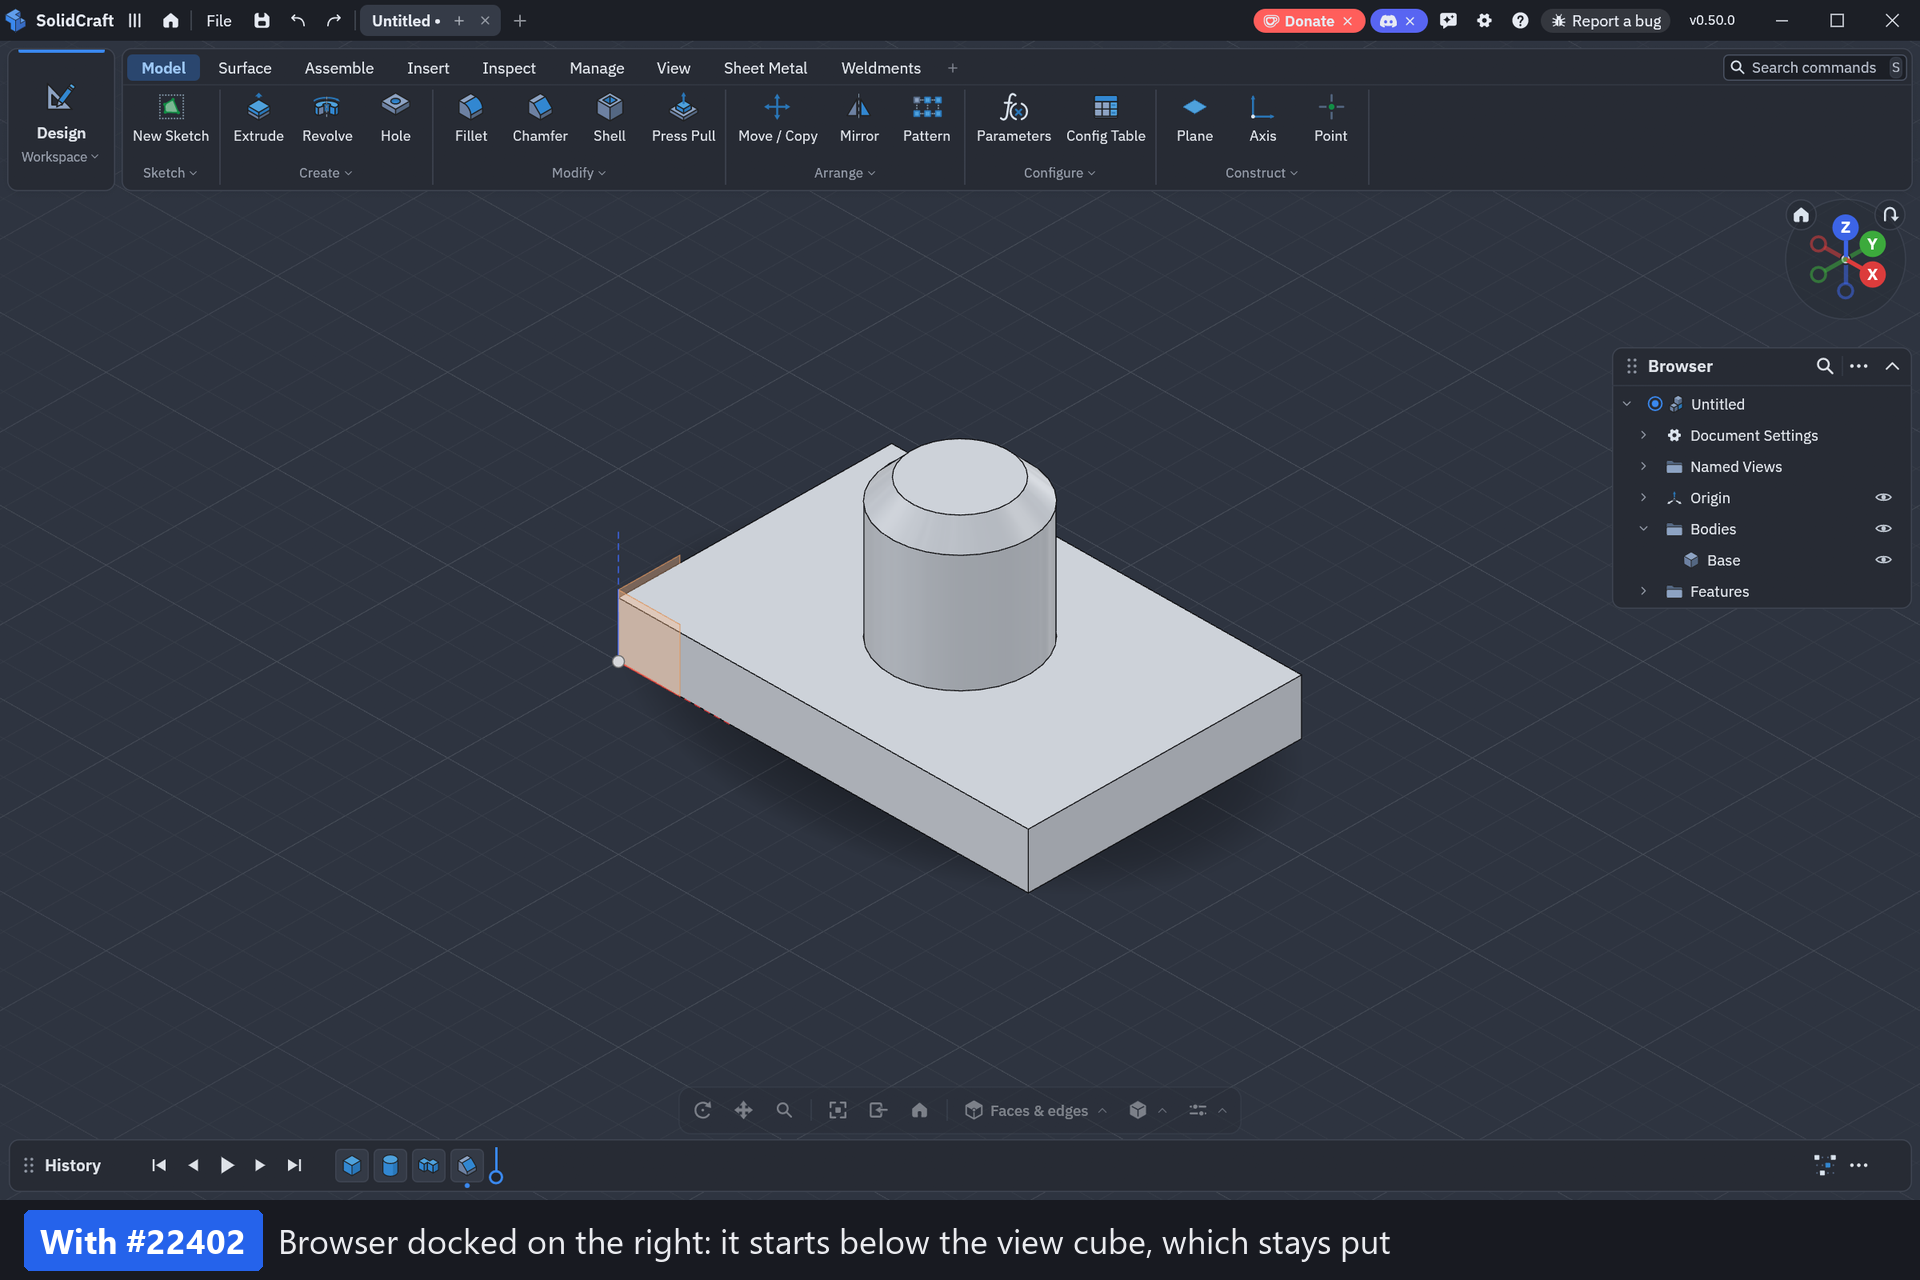 SolidCraft File Untitled • Donate Report a bug v0.50.0
Model Surface Assemble Insert Inspect Manage View Sheet Metal Weldments Search commands S
Design
Workspace
New Sketch Extrude Revolve Hole Fillet Chamfer Shell Press Pull Move / Copy Mirror Pattern Parameters Config Table Plane Axis Point
Sketch Create Modify Arrange Configure Construct
Z
Y
X
Browser
Untitled
Document Settings
Named Views
Origin
Bodies
Base
Features
Faces & edges
History
With #22402 Browser docked on the right: it starts below the view cube, which stays put